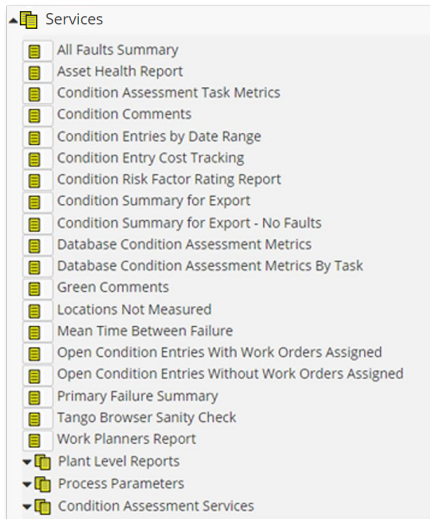 Services
All Faults Summary
Asset Health Report
Condition Assessment Task Metrics
Condition Comments
Condition Entries by Date Range
Condition Entry Cost Tracking
Condition Risk Factor Rating Report
Condition Summary for Export
Condition Summary for Export - No Faults
Database Condition Assessment Metrics
Database Condition Assessment Metrics By Task
Green Comments
Locations Not Measured
Mean Time Between Failure
Open Condition Entries With Work Orders Assigned
Open Condition Entries Without Work Orders Assigned
Primary Failure Summary
Tango Browser Sanity Check
Work Planners Report
Plant Level Reports
Process Parameters
Condition Assessment Services